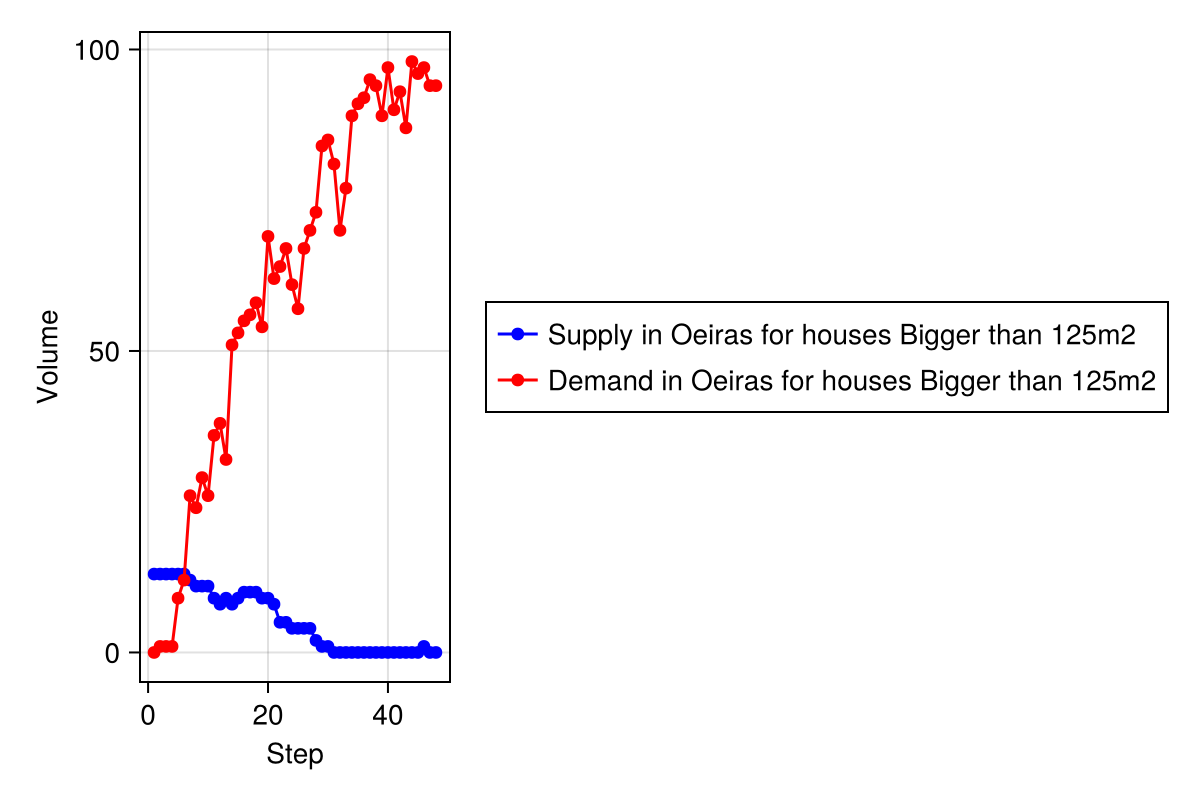 100
50
0
Volume
0 20 40
Step
Supply in Oeiras for houses Bigger than 125m2
Demand in Oeiras for houses Bigger than 125m2